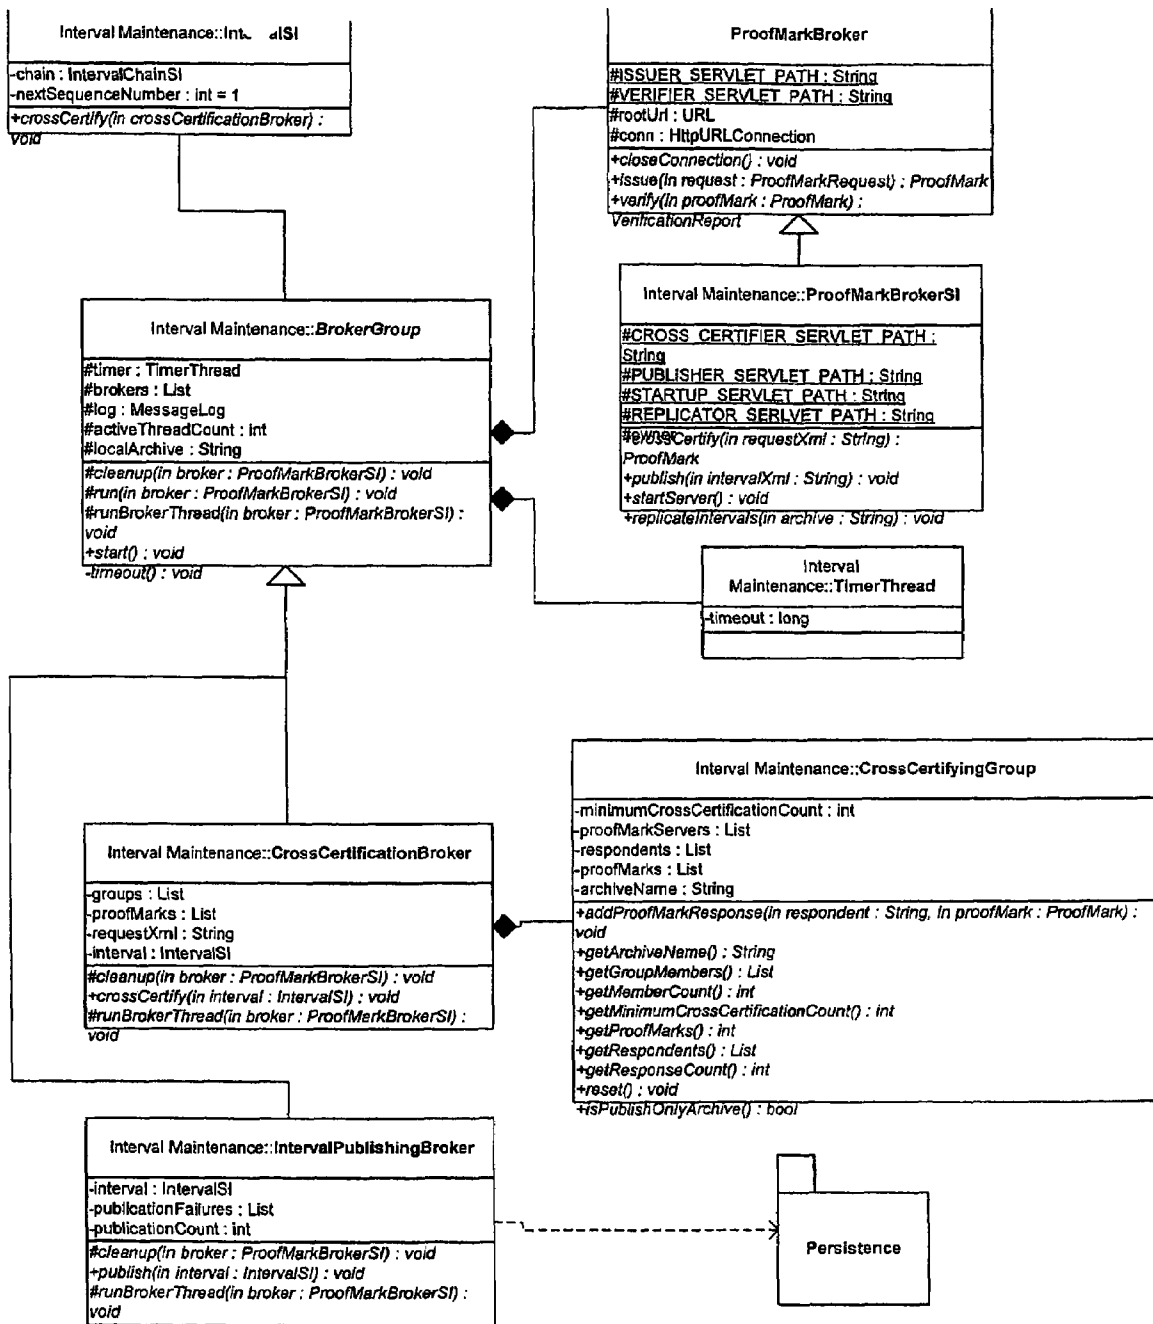 Interval Maintenance::Int alSI
-chain : IntervalChainSI
-nextSequenceNumber : int = 1
+crossCertify(in crossCertificationBroker) :
void
ProofMarkBroker
#ISSUER_SERVLET_PATH : String
#VERIFIER_SERVLET_PATH : String
#rootUrl : URL
#conn : HttpURLConnection
+closeConnection() : void
+issue(in request : ProofMarkRequest) : ProofMark
+verify(in proofMark : ProofMark) :
VerificationReport
Interval Maintenance::ProofMarkBrokerSI
#CROSS_CERTIFIER_SERVLET_PATH :
String
#PUBLISHER_SERVLET_PATH : String
#STARTUP_SERVLET_PATH : String
#REPLICATOR_SERLVET_PATH : String
#owner
+crossCertify(in requestXml : String) :
ProofMark
+publish(in intervalXml : String) : void
+startServer() : void
+replicateIntervals(in archive : String) : void
Interval Maintenance::BrokerGroup
#timer : TimerThread
#brokers : List
#log : MessageLog
#activeThreadCount : int
#localArchive : String
#cleanup(in broker : ProofMarkBrokerSI) : void
#run(in broker : ProofMarkBrokerSI) : void
#runBrokerThread(in broker : ProofMarkBrokerSI) :
void
+start() : void
-timeout() : void
Interval
Maintenance::TimerThread
-timeout : long
Interval Maintenance::CrossCertifyingGroup
-minimumCrossCertificationCount : int
-proofMarkServers : List
-respondents : List
-proofMarks : List
-archiveName : String
+addProofMarkResponse(in respondent : String, in proofMark : ProofMark) :
void
+getArchiveName() : String
+getGroupMembers() : List
+getMemberCount() : int
+getMinimumCrossCertificationCount() : int
+getProofMarks() : int
+getRespondents() : List
+getResponseCount() : int
+reset() : void
+isPublishOnlyArchive() : bool
Interval Maintenance::CrossCertificationBroker
-groups : List
-proofMarks : List
-requestXml : String
-interval : IntervalSI
#cleanup(in broker : ProofMarkBrokerSI) : void
+crossCertify(in interval : IntervalSI) : void
#runBrokerThread(in broker : ProofMarkBrokerSI) :
void
Interval Maintenance::IntervalPublishingBroker
-interval : IntervalSI
-publicationFailures : List
-publicationCount : int
#cleanup(in broker : ProofMarkBrokerSI) : void
+publish(in interval : IntervalSI) : void
#runBrokerThread(in broker : ProofMarkBrokerSI) :
void
Persistence